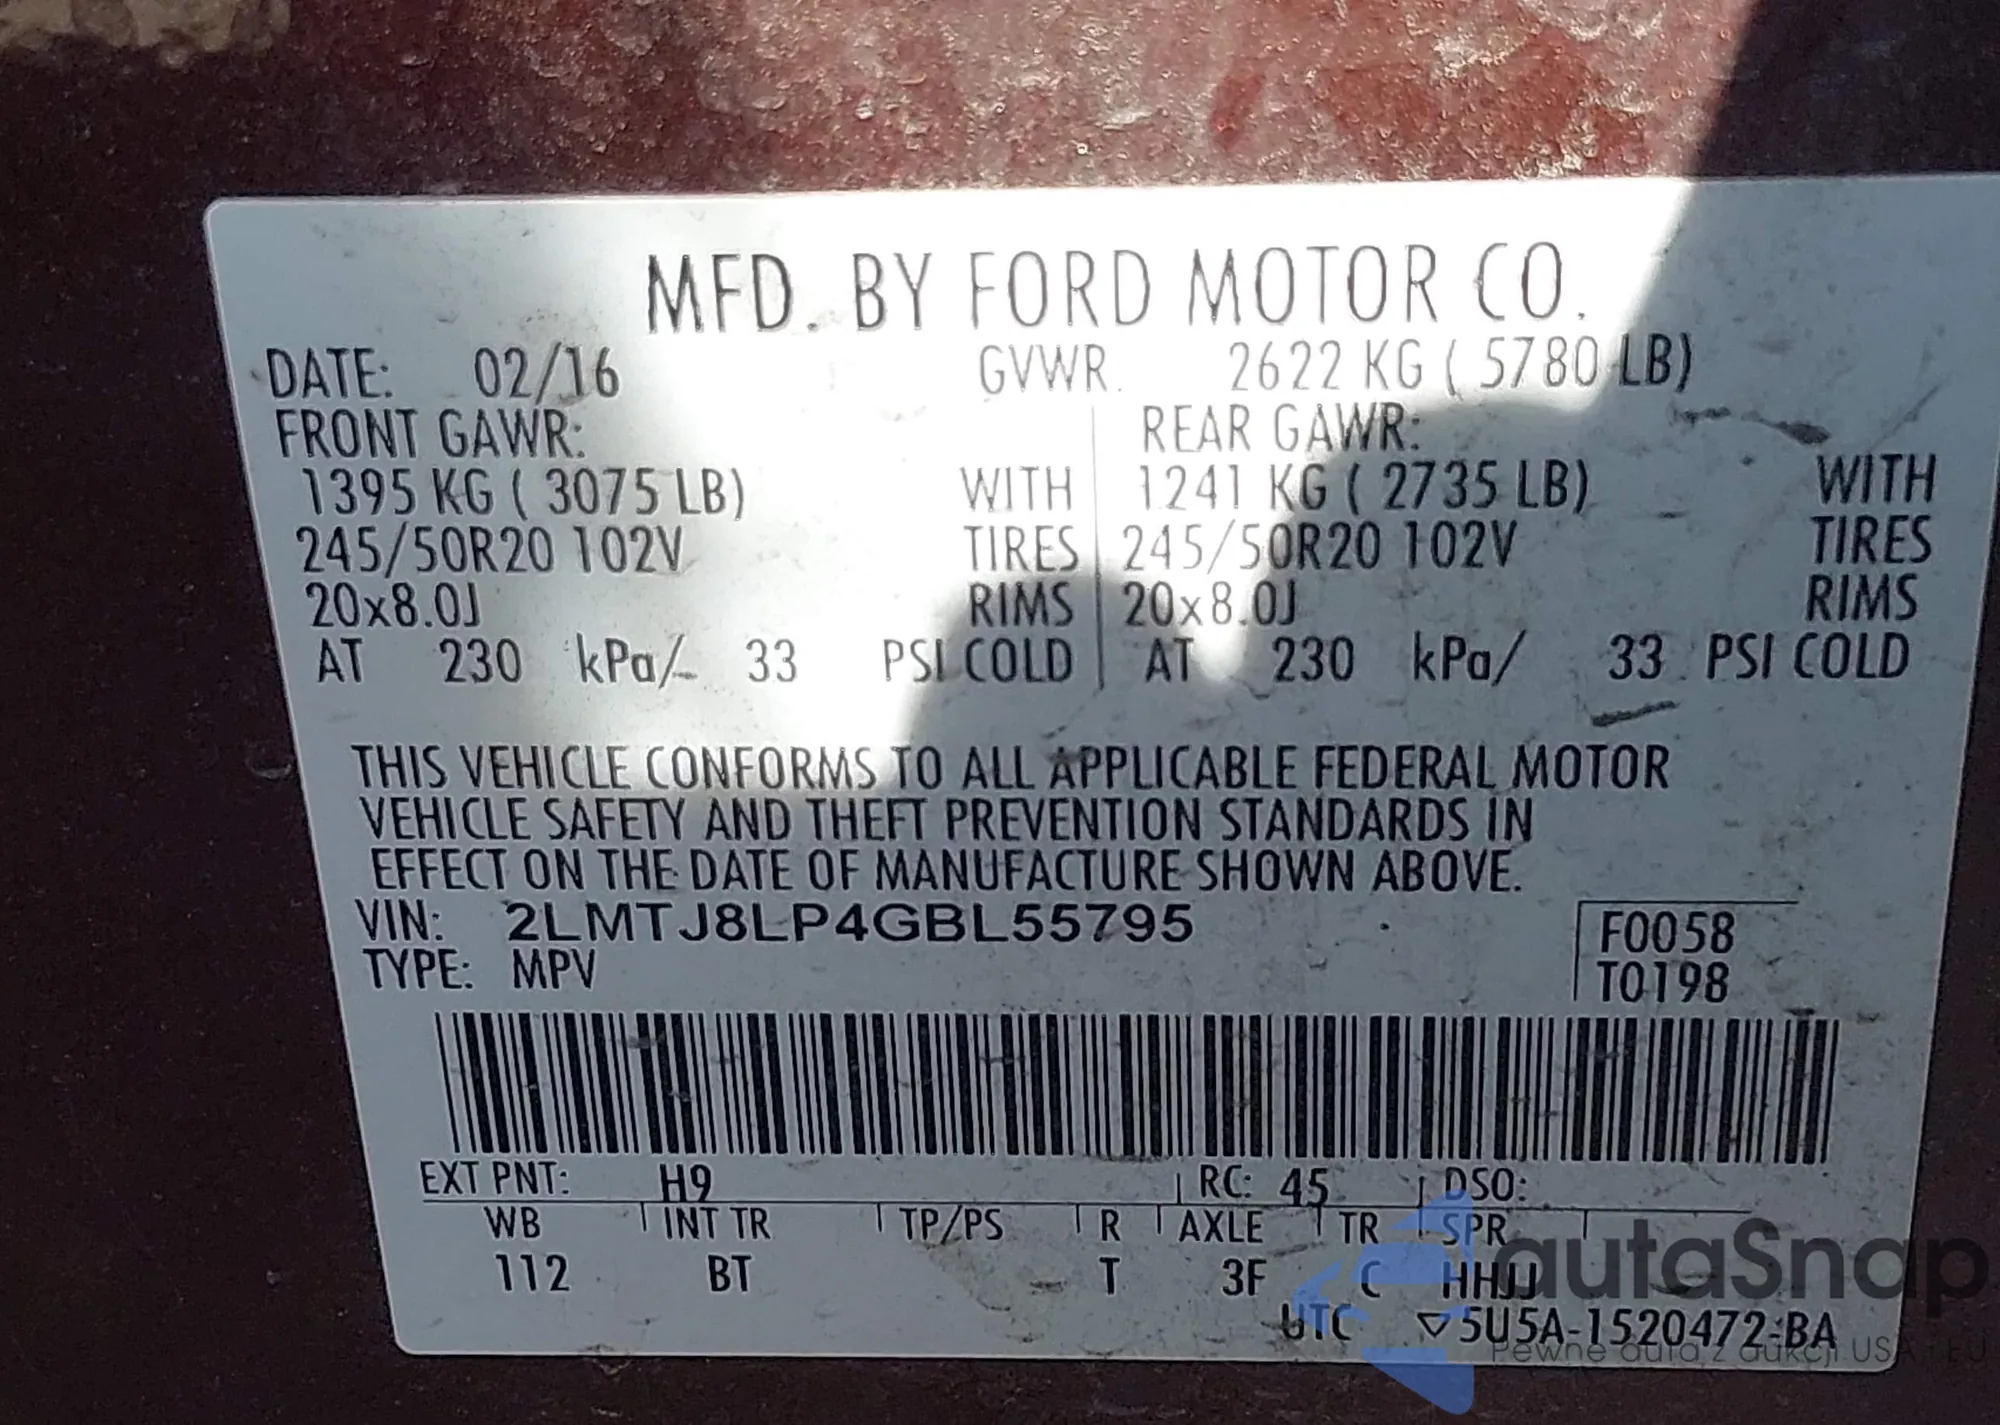 MFD. BY FORD MOTOR CO.
DATE: 02/16 GVWR. 2622 KG ( 5780 LB)
FRONT GAWR: REAR GAWR:
1395 KG ( 3075 LB) WITH 1241 KG ( 2735 LB) WITH
245/50R20 102V TIRES 245/50R20 102V TIRES
20x8.0J RIMS 20x8.0J RIMS
AT 230 kPa/ 33 PSI COLD AT 230 kPa/ 33 PSI COLD
THIS VEHICLE CONFORMS TO ALL APPLICABLE FEDERAL MOTOR
VEHICLE SAFETY AND THEFT PREVENTION STANDARDS IN
EFFECT ON THE DATE OF MANUFACTURE SHOWN ABOVE.
VIN: 2LMTJ8LP4GBL55795 F0058
TYPE: MPV T0198
EXT PNT: H9 RC: 45 DSO:
WB INT TR TP/PS R AXLE TR SPR
112 BT T 3F C HHJJ
UTC ▽5U5A-1520472-BA
autaSnap
Pewne auta z aukcji USA i EU